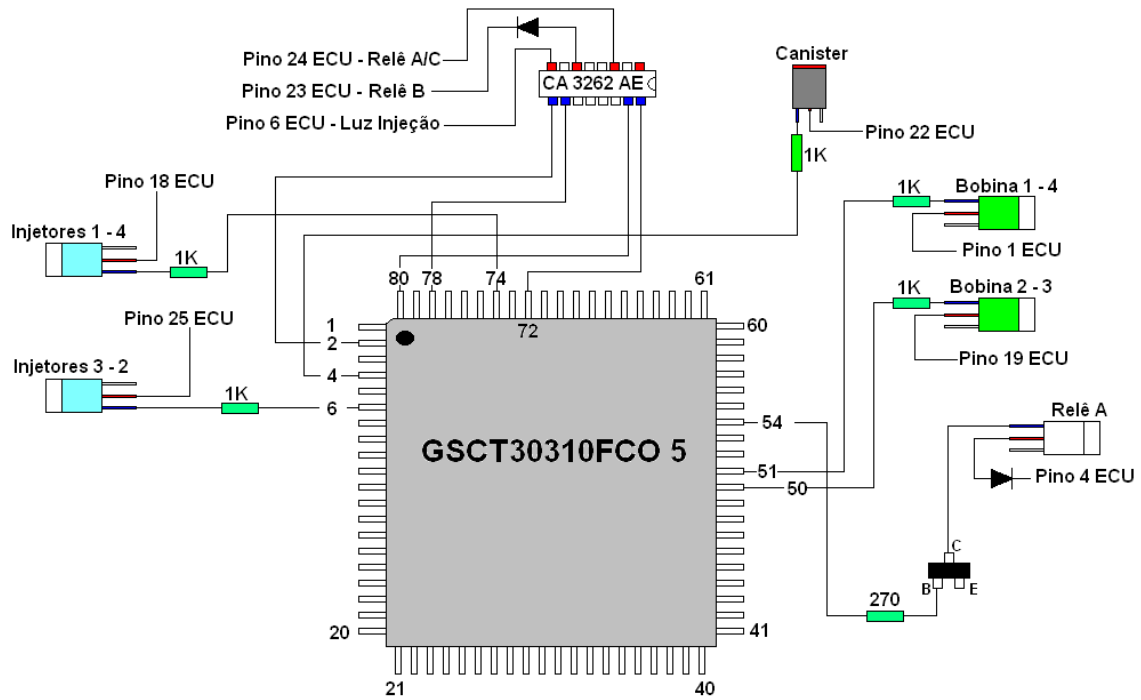 Pino 24 ECU - Relê A/C
Pino 23 ECU - Relê B
Pino 6 ECU - Luz Injeção
CA 3262 AE
Canister
Pino 22 ECU
1K
Pino 18 ECU
Injetores 1 - 4
1K
1K
Bobina 1 - 4
Pino 1 ECU
1K
Bobina 2 - 3
Pino 19 ECU
Pino 25 ECU
Injetores 3 - 2
1K
80
78
74
61
72
1
2
4
6
20
60
54
51
50
41
GSCT30310FCO 5
Relê A
Pino 4 ECU
C
B
E
270
21
40